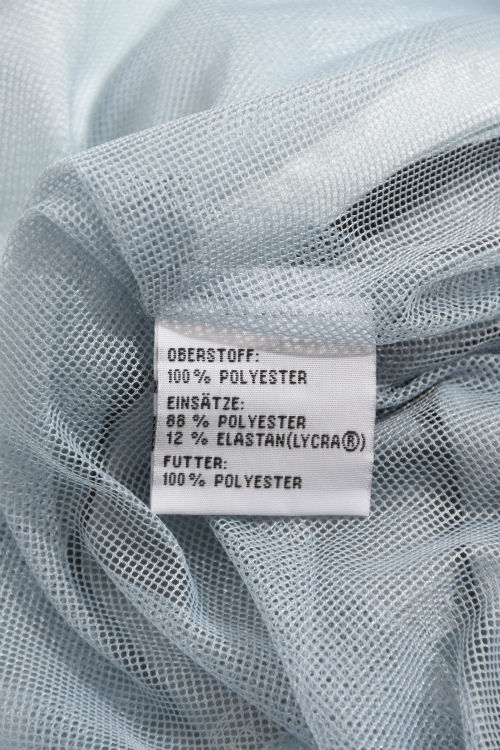 OBERSTOFF:
100% POLYESTER
EINSÄTZE:
88 % POLYESTER
12 % ELASTAN(LYCRA®)
FUTTER:
100% POLYESTER